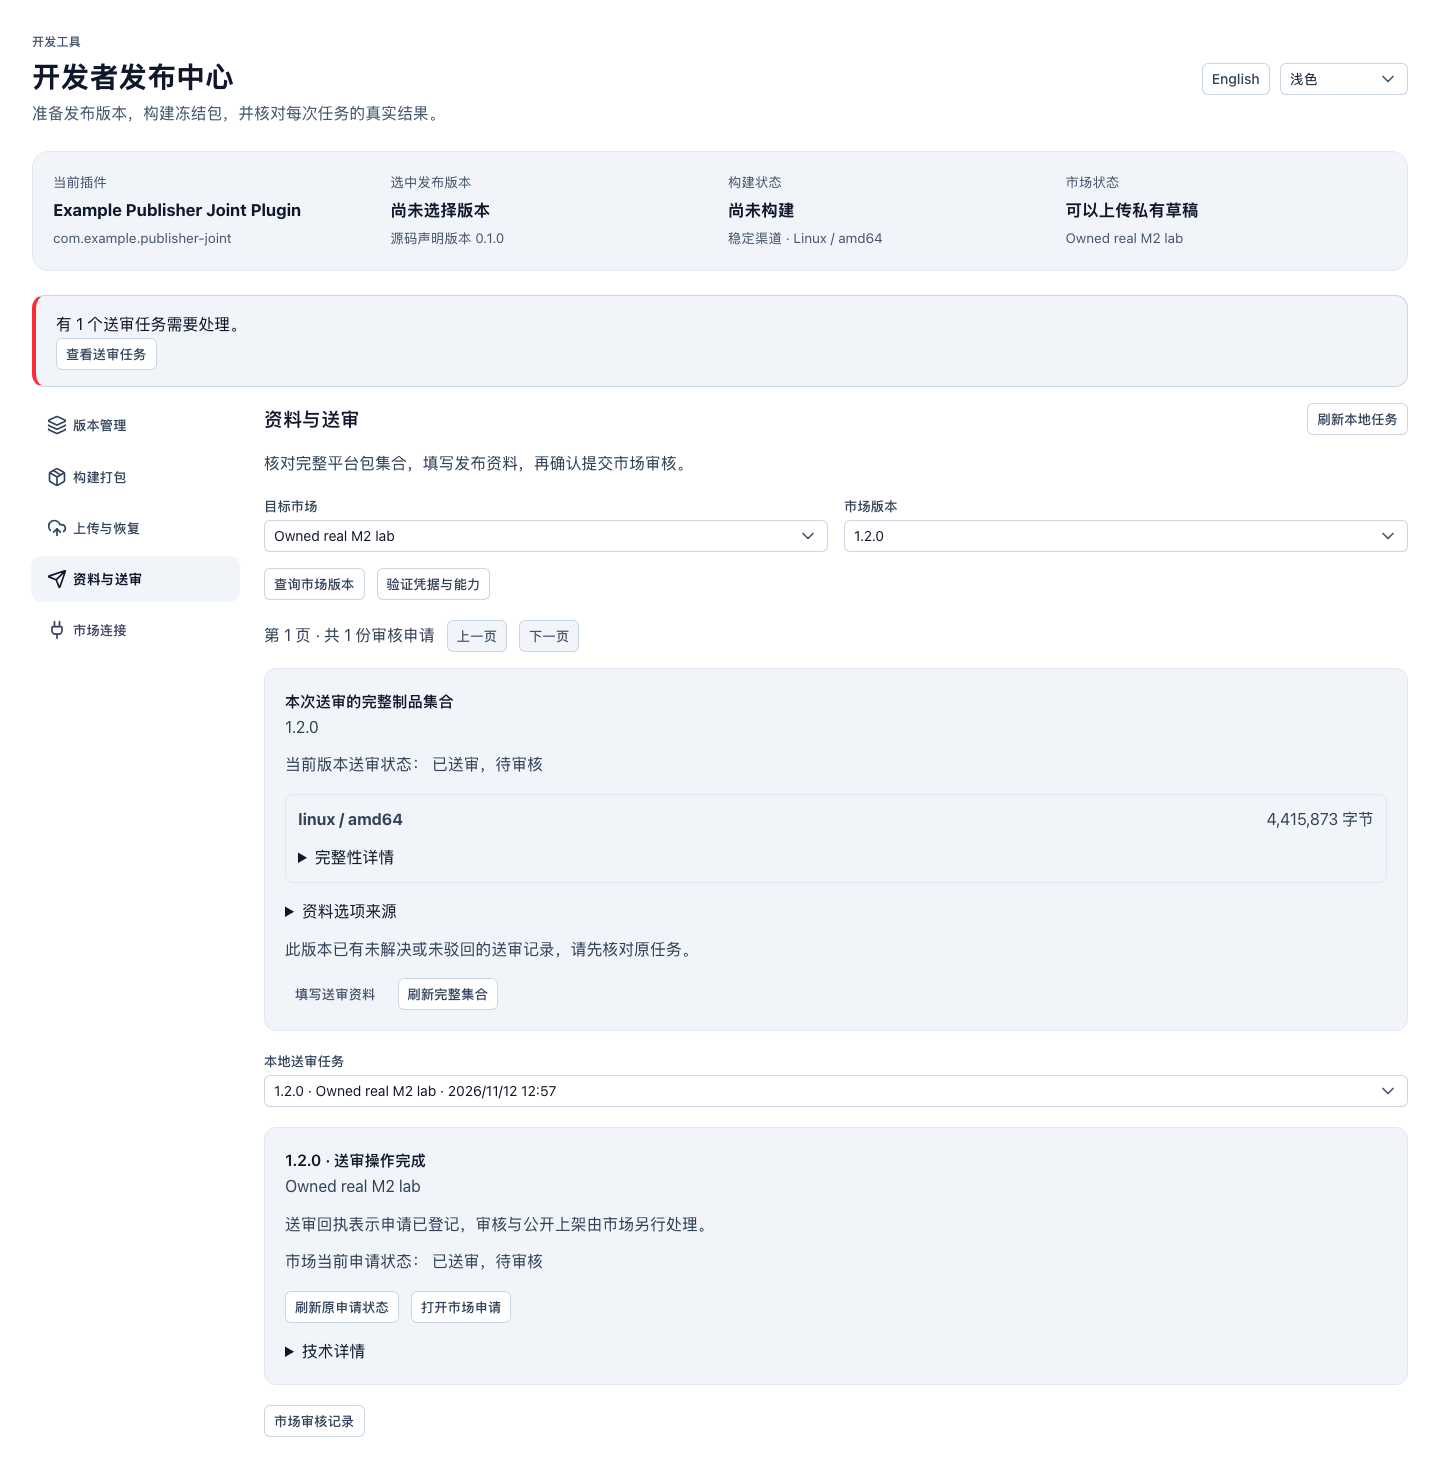 开发工具
开发者发布中心
准备发布版本，构建冻结包，并核对每次任务的真实结果。
English
浅色
当前插件
Example Publisher Joint Plugin
com.example.publisher-joint
选中发布版本
尚未选择版本
源码声明版本 0.1.0
构建状态
尚未构建
稳定渠道 · Linux / amd64
市场状态
可以上传私有草稿
Owned real M2 lab
有 1 个送审任务需要处理。
查看送审任务
版本管理
构建打包
上传与恢复
资料与送审
市场连接
资料与送审
刷新本地任务
核对完整平台包集合，填写发布资料，再确认提交市场审核。
目标市场
Owned real M2 lab
市场版本
1.2.0
查询市场版本
验证凭据与能力
第 1 页 · 共 1 份审核申请
上一页
下一页
本次送审的完整制品集合
1.2.0
当前版本送审状态： 已送审，待审核
linux / amd64
4,415,873 字节
完整性详情
资料选项来源
此版本已有未解决或未驳回的送审记录，请先核对原任务。
填写送审资料
刷新完整集合
本地送审任务
1.2.0 · Owned real M2 lab · 2026/11/12 12:57
1.2.0 · 送审操作完成
Owned real M2 lab
送审回执表示申请已登记，审核与公开上架由市场另行处理。
市场当前申请状态： 已送审，待审核
刷新原申请状态
打开市场申请
技术详情
市场审核记录